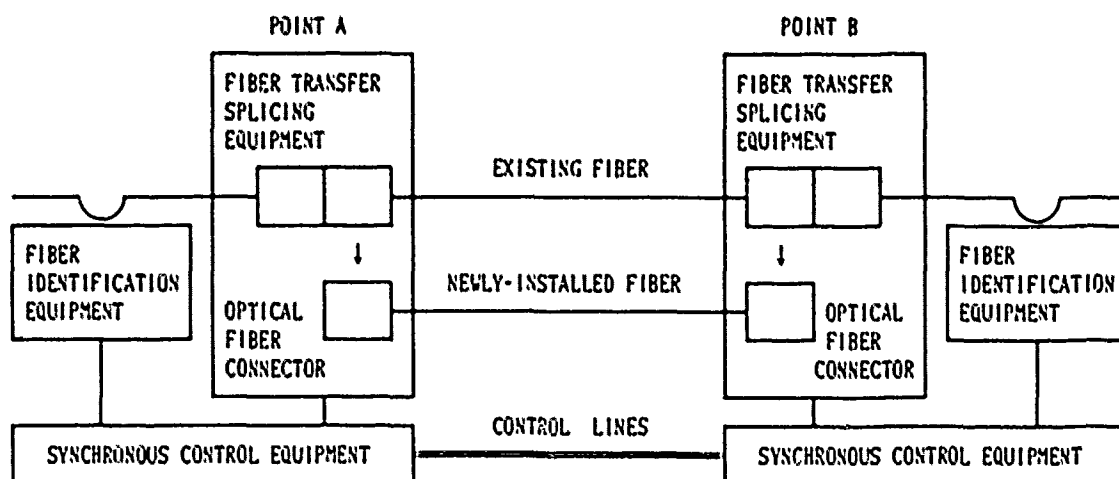 POINT A
POINT B
FIBER TRANSFER
SPLICING
EQUIPMENT
FIBER TRANSFER
SPLICING
EQUIPMENT
EXISTING FIBER
FIBER
IDENTIFICATION
EQUIPMENT
FIBER
IDENTIFICATION
EQUIPMENT
NEWLY-INSTALLED FIBER
OPTICAL
FIBER
CONNECTOR
OPTICAL
FIBER
CONNECTOR
CONTROL LINES
SYNCHRONOUS CONTROL EQUIPMENT
SYNCHRONOUS CONTROL EQUIPMENT